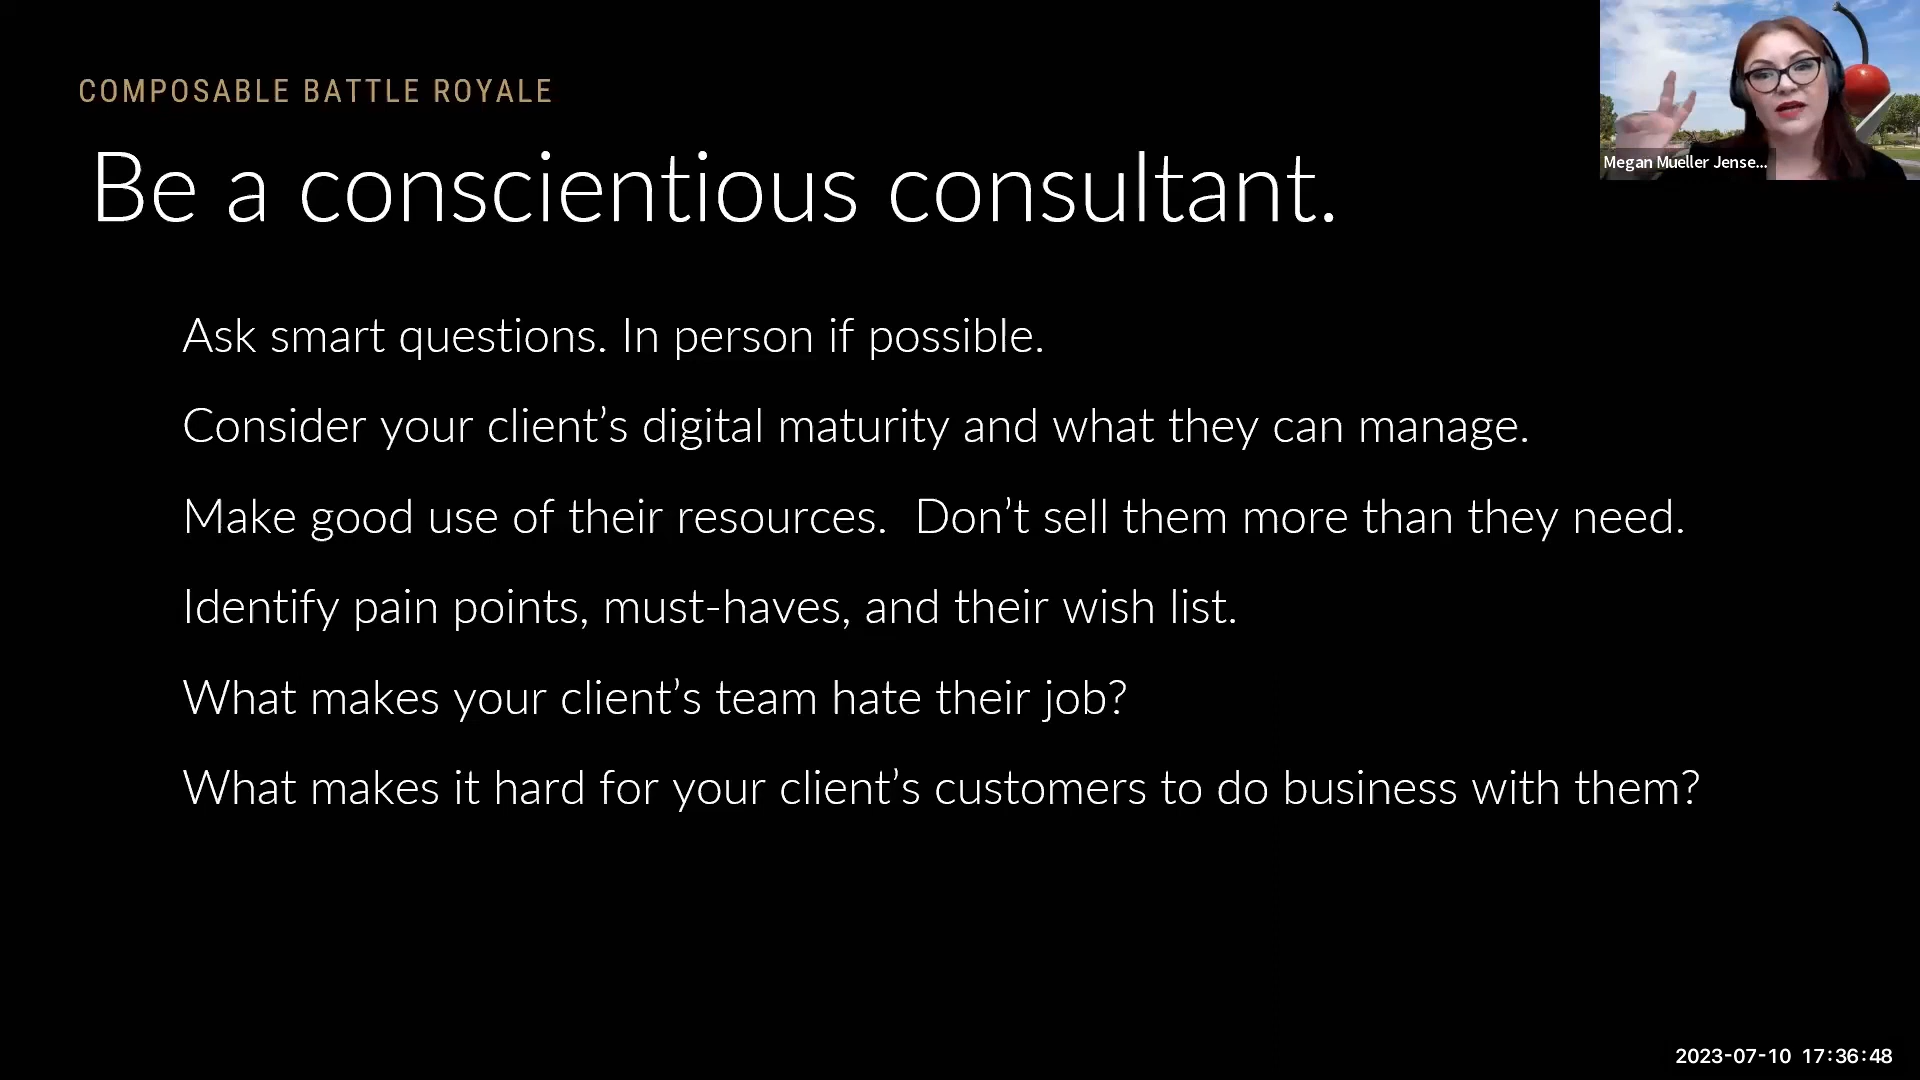 COMPOSABLE BATTLE ROYALE
Be a conscientious consultant.
Megan Mueller Jense...
Ask smart questions. In person if possible.
Consider your client’s digital maturity and what they can manage.
Make good use of their resources.  Don’t sell them more than they need.
Identify pain points, must-haves, and their wish list.
What makes your client’s team hate their job?
What makes it hard for your client’s customers to do business with them?
2023-07-10 17:36:48